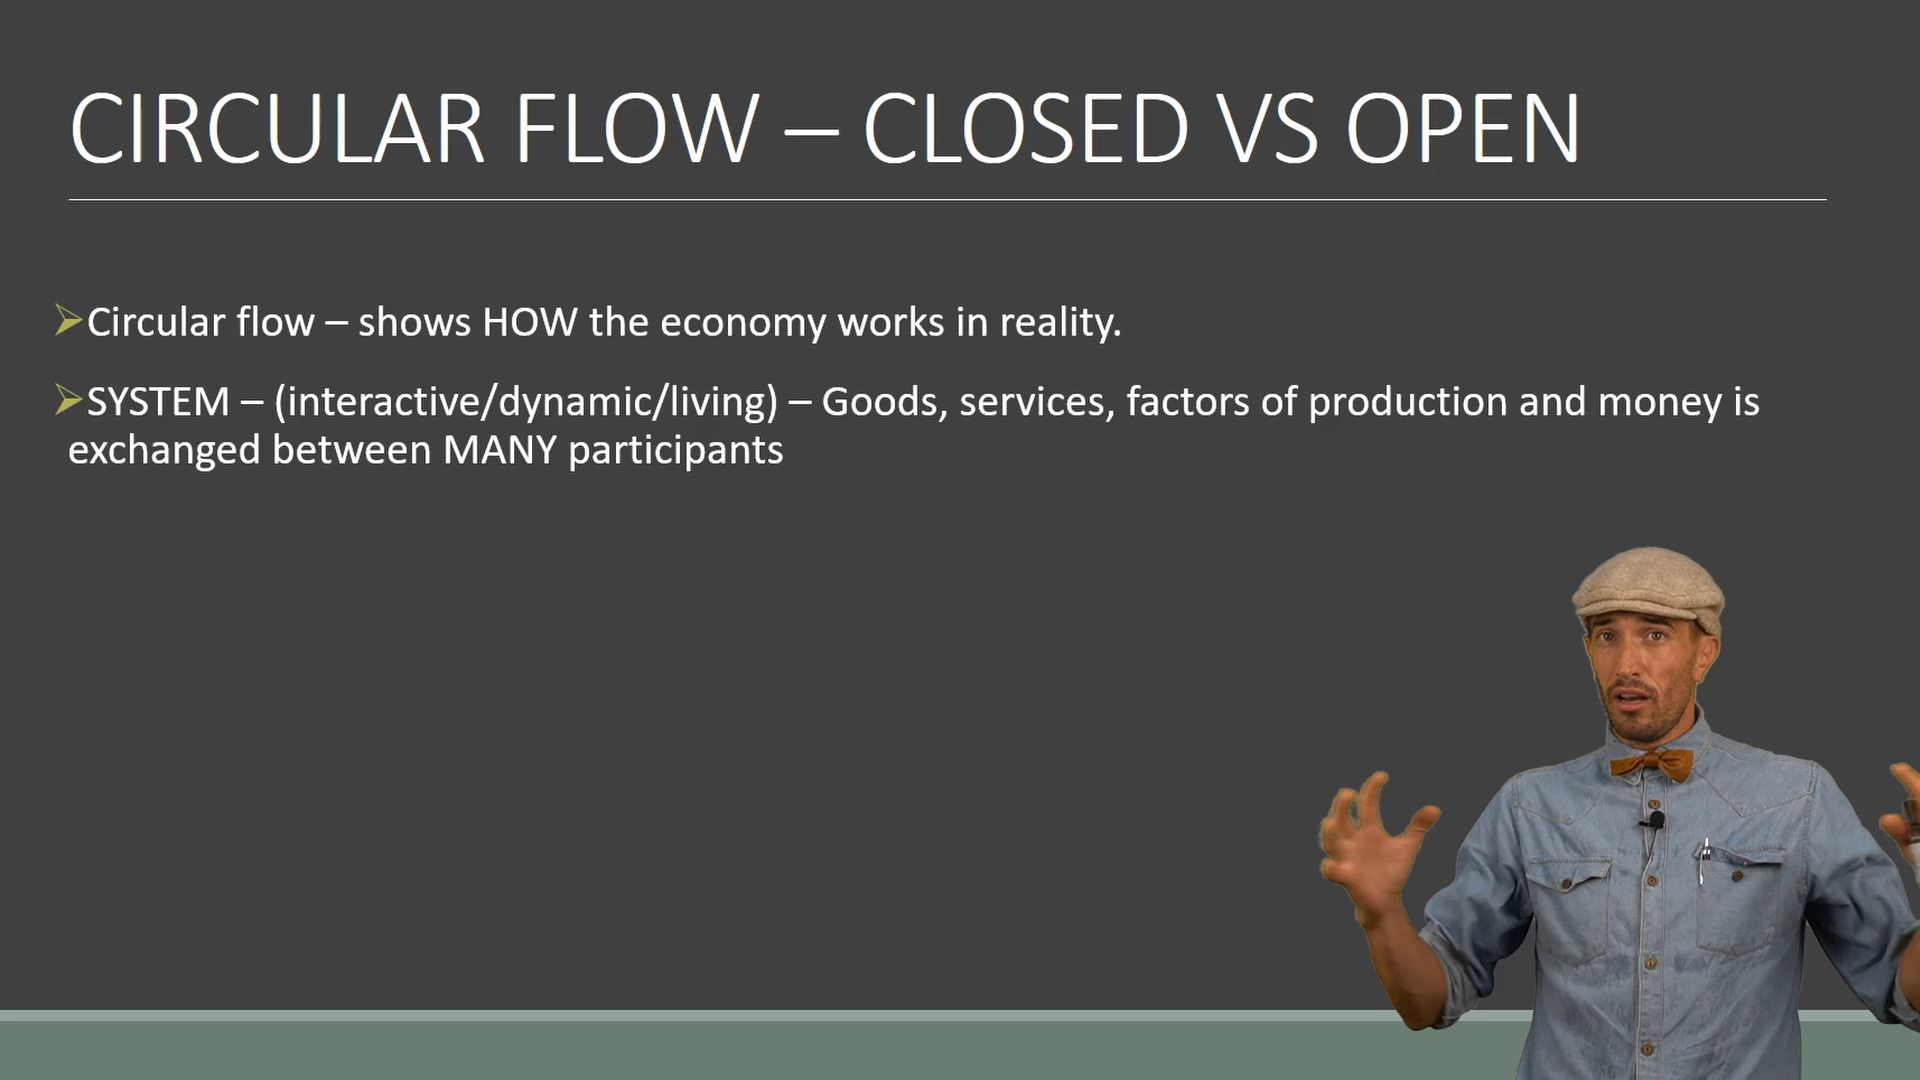 CIRCULAR FLOW – CLOSED VS OPEN
Circular flow – shows HOW the economy works in reality.
SYSTEM – (interactive/dynamic/living) – Goods, services, factors of production and money is
exchanged between MANY participants